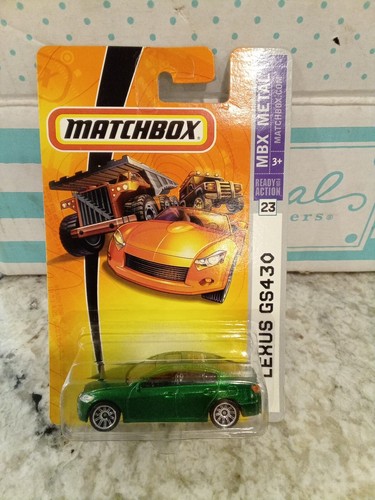 MATCHBOX
MBX METAL
MATCHBOX.COM
3+
READY FOR
ACTION
23
LEXUS GS430